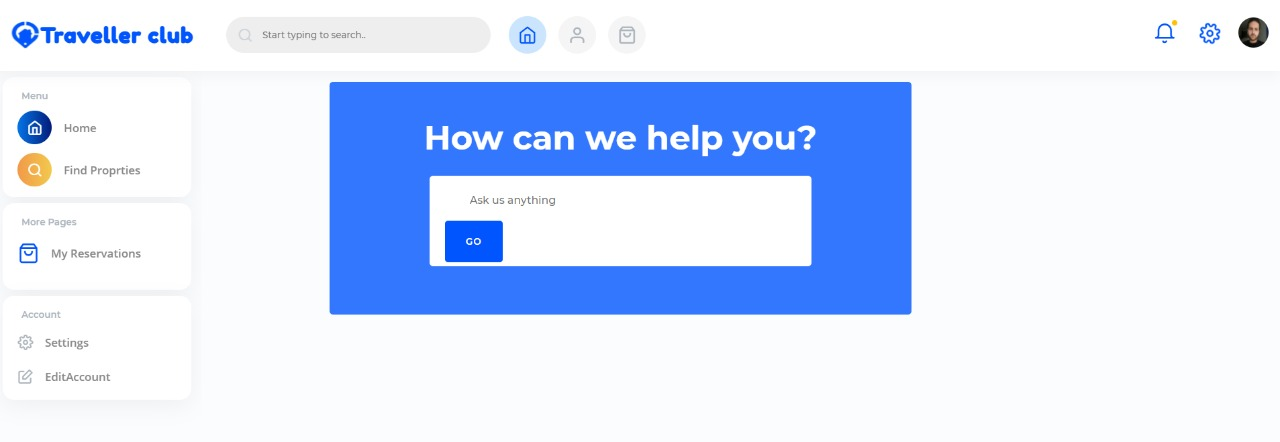 Traveller club
Start typing to search..
Menu
Home
Find Proprties
More Pages
My Reservations
Account
Settings
EditAccount
How can we help you?
Ask us anything
GO